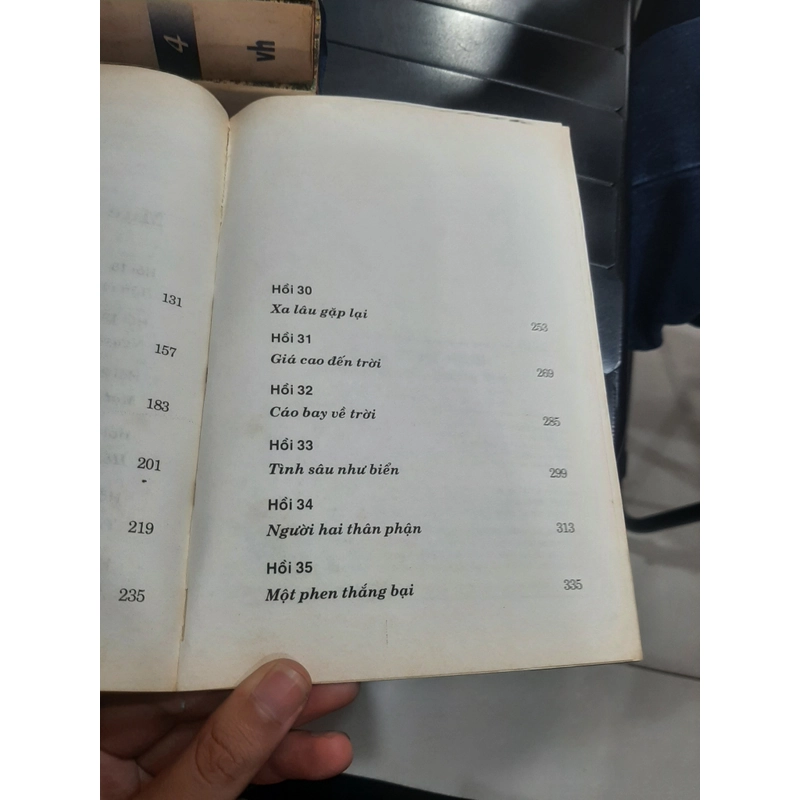 4
vh
131
157
183
201
219
235
Hồi 30
Xa lâu gặp lại 253
Hồi 31
Giá cao đến trời 269
Hồi 32
Cáo bay về trời 285
Hồi 33
Tình sâu như biển 299
Hồi 34
Người hai thân phận 313
Hồi 35
Một phen thắng bại 335